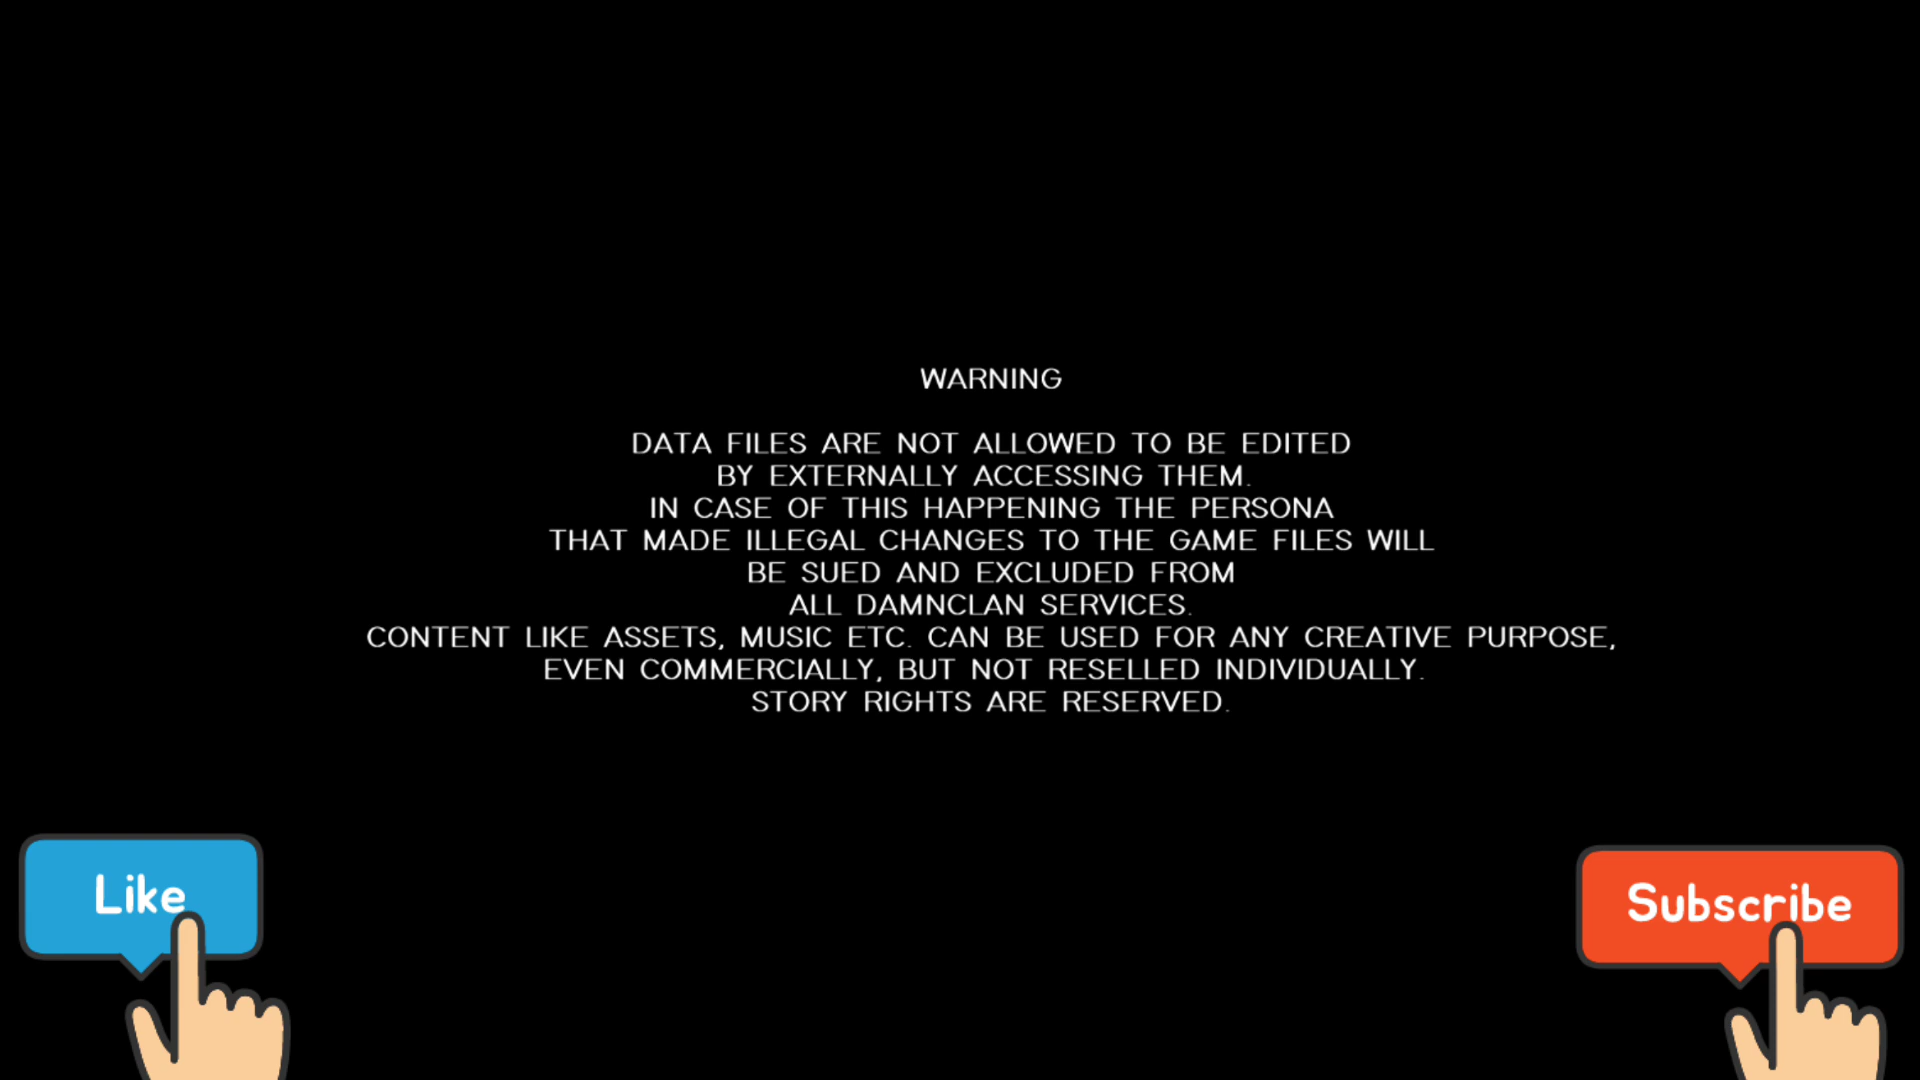 WARNING
DATA FILES ARE NOT ALLOWED TO BE EDITED
BY EXTERNALLY ACCESSING THEM.
IN CASE OF THIS HAPPENING THE PERSONA
THAT MADE ILLEGAL CHANGES TO THE GAME FILES WILL
BE SUED AND EXCLUDED FROM
ALL DAMNCLAN SERVICES.
CONTENT LIKE ASSETS, MUSIC ETC. CAN BE USED FOR ANY CREATIVE PURPOSE,
EVEN COMMERCIALLY, BUT NOT RESELLED INDIVIDUALLY.
STORY RIGHTS ARE RESERVED.
Like
Subscribe